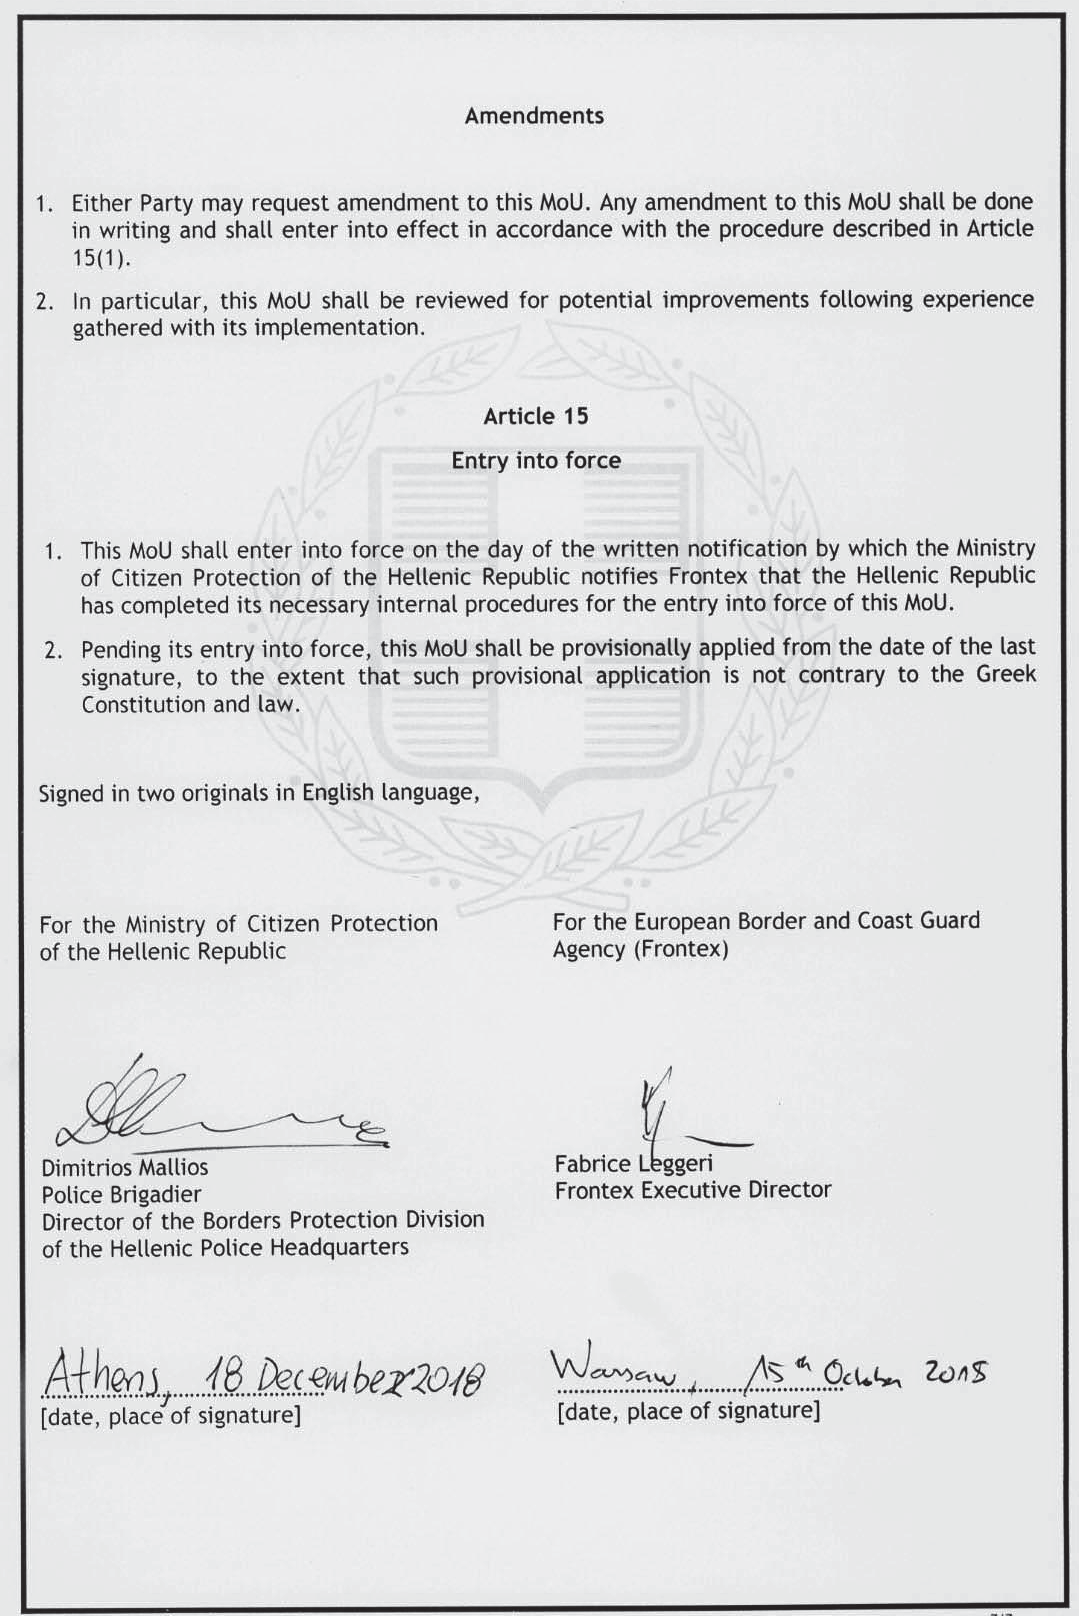 Amendments
1. Either Party may request amendment to this MoU. Any amendment to this MoU shall be done
in writing and shall enter into effect in accordance with the procedure described in Article
15(1).
2. In particular, this MoU shall be reviewed for potential improvements following experience
gathered with its implementation.
Article 15
Entry into force
1. This MoU shall enter into force on the day of the written notification by which the Ministry
of Citizen Protection of the Hellenic Republic notifies Frontex that the Hellenic Republic
has completed its necessary internal procedures for the entry into force of this MoU.
2. Pending its entry into force, this MoU shall be provisionally applied from the date of the last
signature, to the extent that such provisional application is not contrary to the Greek
Constitution and law.
Signed in two originals in English language,
For the Ministry of Citizen Protection
of the Hellenic Republic
For the European Border and Coast Guard
Agency (Frontex)
Dimitrios Mallios
Police Brigadier
Director of the Borders Protection Division
of the Hellenic Police Headquarters
Fabrice Leggeri
Frontex Executive Director
Athens, 18 December 2018
[date, place of signature]
Warsaw, 15th October 2018
[date, place of signature]